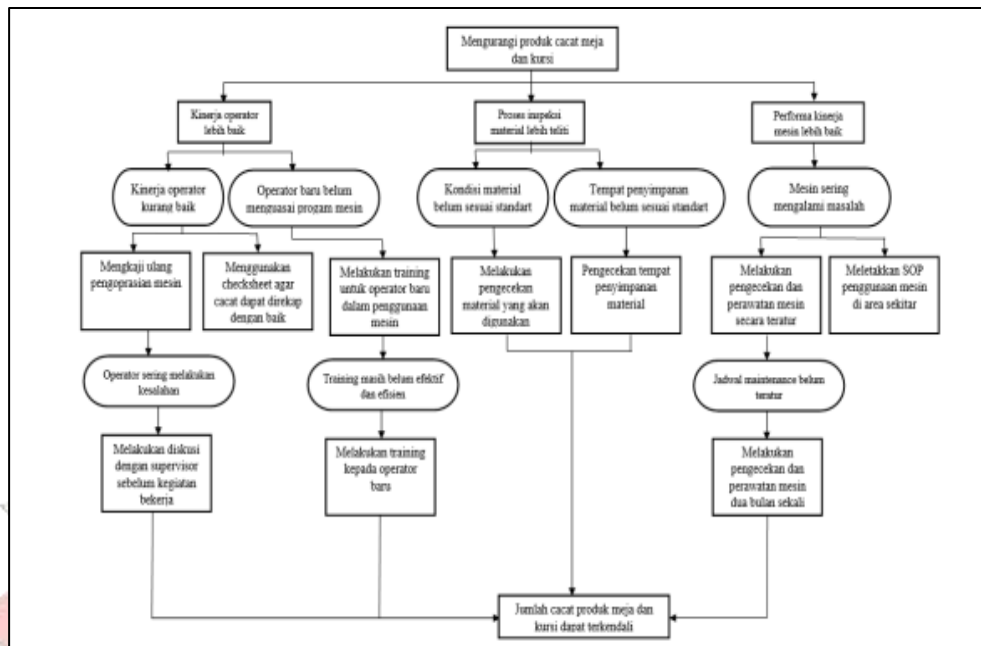 Mengurangi produk cacat meja
dan kursi
Kinerja operator
lebih baik
Proses inspeksi
material lebih teliti
Performa kinerja
mesin lebih baik
Kinerja operator
kurang baik
Operator baru belum
menguasai progam mesin
Kondisi material
belum sesuai standart
Tempat penyimpanan
material belum sesuai standart
Mesin sering
mengalami masalah
Mengkaji ulang
pengoprasian mesin
Menggunakan
checksheet agar
cacat dapat direkap
dengan baik
Melakukan training
untuk operator baru
dalam penggunaan
mesin
Melakukan
pengecekan
material yang akan
digunakan
Pengecekan tempat
penyimpanan
material
Melakukan
pengecekan dan
perawatan mesin
secara teratur
Meletakkan SOP
penggunaan mesin
di area sekitar
Operator sering melakukan
kesalahan
Training masih belum efektif
das efisien
Jadwal maintenance belum
teratur
Melakukan diskusi
dengan supervisor
sebelum kegiatan
bekerja
Melakukan training
kepada operator
baru
Melakukan
pengecekan dan
perawatan mesin
dua bulan sekali
Jumlah cacat produk meja dan
kursi dapat terkendali